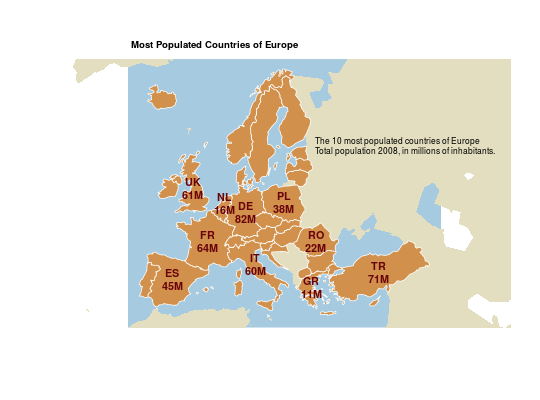 Most Populated Countries of Europe
The 10 most populated countries of Europe
Total population 2008, in millions of inhabitants.
UK
61M
NL
16M
DE
82M
PL
38M
FR
64M
RO
22M
IT
60M
ES
45M
GR
11M
TR
71M